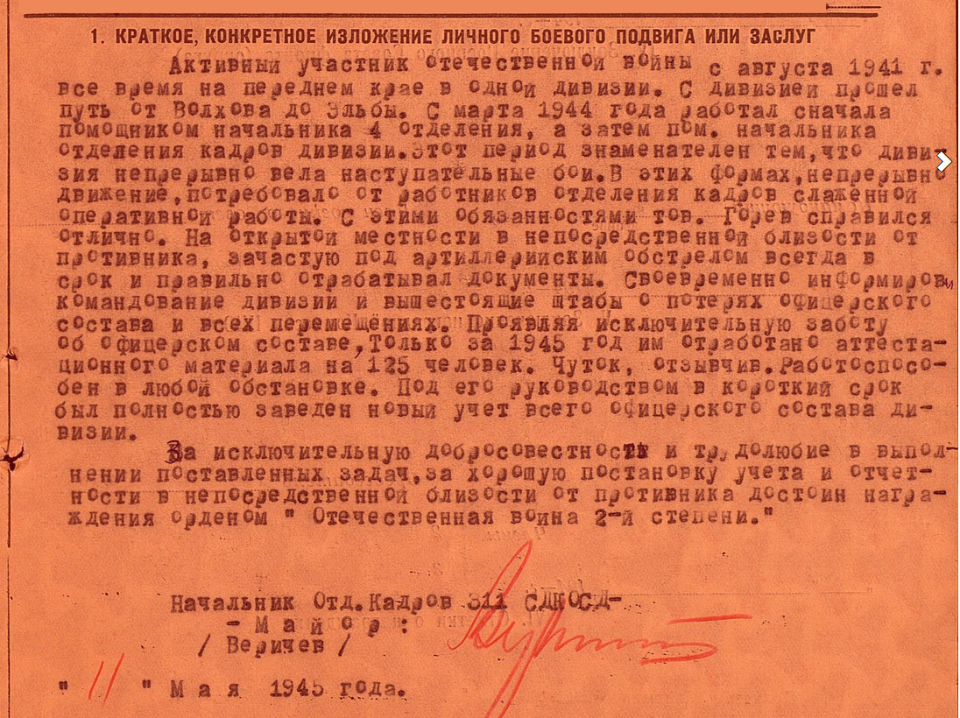 1. КРАТКОЕ, КОНКРЕТНОЕ ИЗЛОЖЕНИЕ ЛИЧНОГО БОЕВОГО ПОДВИГА ИЛИ ЗАСЛУГ
Активный участник отечественной войны с августа 1941 г.
все время на переднем крае в одной дивизии. С дивизией прошел
путь от Волхова до Эльбы. С марта 1944 года работал сначала
помощником начальника 4 отделения, а затем пом. начальника
отделения кадров дивизии.Этот период знаменателен тем,что диви-
зия непрерывно вела наступательные бои.В этих формах,непрерывно
движение,потребовало от работников отделения кадров слаженной
оперативной работы. С этими обязанностями тов. Горев справился
отлично. На открытой местности в непосредственной близости от
противника, зачастую под артиллерийским обстрелом всегда в
срок и правильно отрабатывал документы. Своевременно информиров
командование дивизии и вышестоящие штабы о потерях офицерского
состава и всех перемещениях. Проявляя исключительную заботу
об офицерском составе,Только за 1945 год им отработано аттеста-
ционного материала на 125 человек. Чуток, отзывчив.Работоспосо-
бен в любой обстановке. Под его руководством в короткий срок
был полностью заведен новый учет всего офицерского состава ди-
визии.
За исключительную добросовестность и трудолюбие в выпол-
нении поставленных задач,за хорошую постановку учета и отчет-
ности в непосредственной близости от противника достоин награ-
ждения орденом " Отечественная война 2-й степени."
Начальник Отд.Кадров 311 СДКОСД-
- Майор :
/ Веричев /
" 11 " Мая 1945 года.